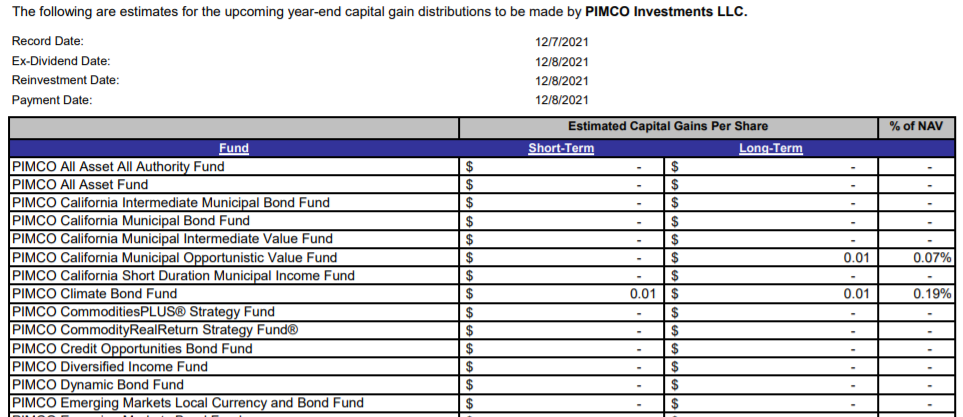 The following are estimates for the upcoming year-end capital gain distributions to be made by PIMCO Investments LLC.
Record Date: 12/7/2021
Ex-Dividend Date: 12/8/2021
Reinvestment Date: 12/8/2021
Payment Date: 12/8/2021
Estimated Capital Gains Per Share % of NAV
Fund Short-Term Long-Term
PIMCO All Asset All Authority Fund $ - $ - -
PIMCO All Asset Fund $ - $ - -
PIMCO California Intermediate Municipal Bond Fund $ - $ - -
PIMCO California Municipal Bond Fund $ - $ - -
PIMCO California Municipal Intermediate Value Fund $ - $ - -
PIMCO California Municipal Opportunistic Value Fund $ - $ 0.01 0.07%
PIMCO California Short Duration Municipal Income Fund $ - $ - -
PIMCO Climate Bond Fund $ 0.01 $ 0.01 0.19%
PIMCO CommoditiesPLUS® Strategy Fund $ - $ - -
PIMCO CommodityRealReturn Strategy Fund® $ - $ - -
PIMCO Credit Opportunities Bond Fund $ - $ - -
PIMCO Diversified Income Fund $ - $ - -
PIMCO Dynamic Bond Fund $ - $ - -
PIMCO Emerging Markets Local Currency and Bond Fund $ - $ - -